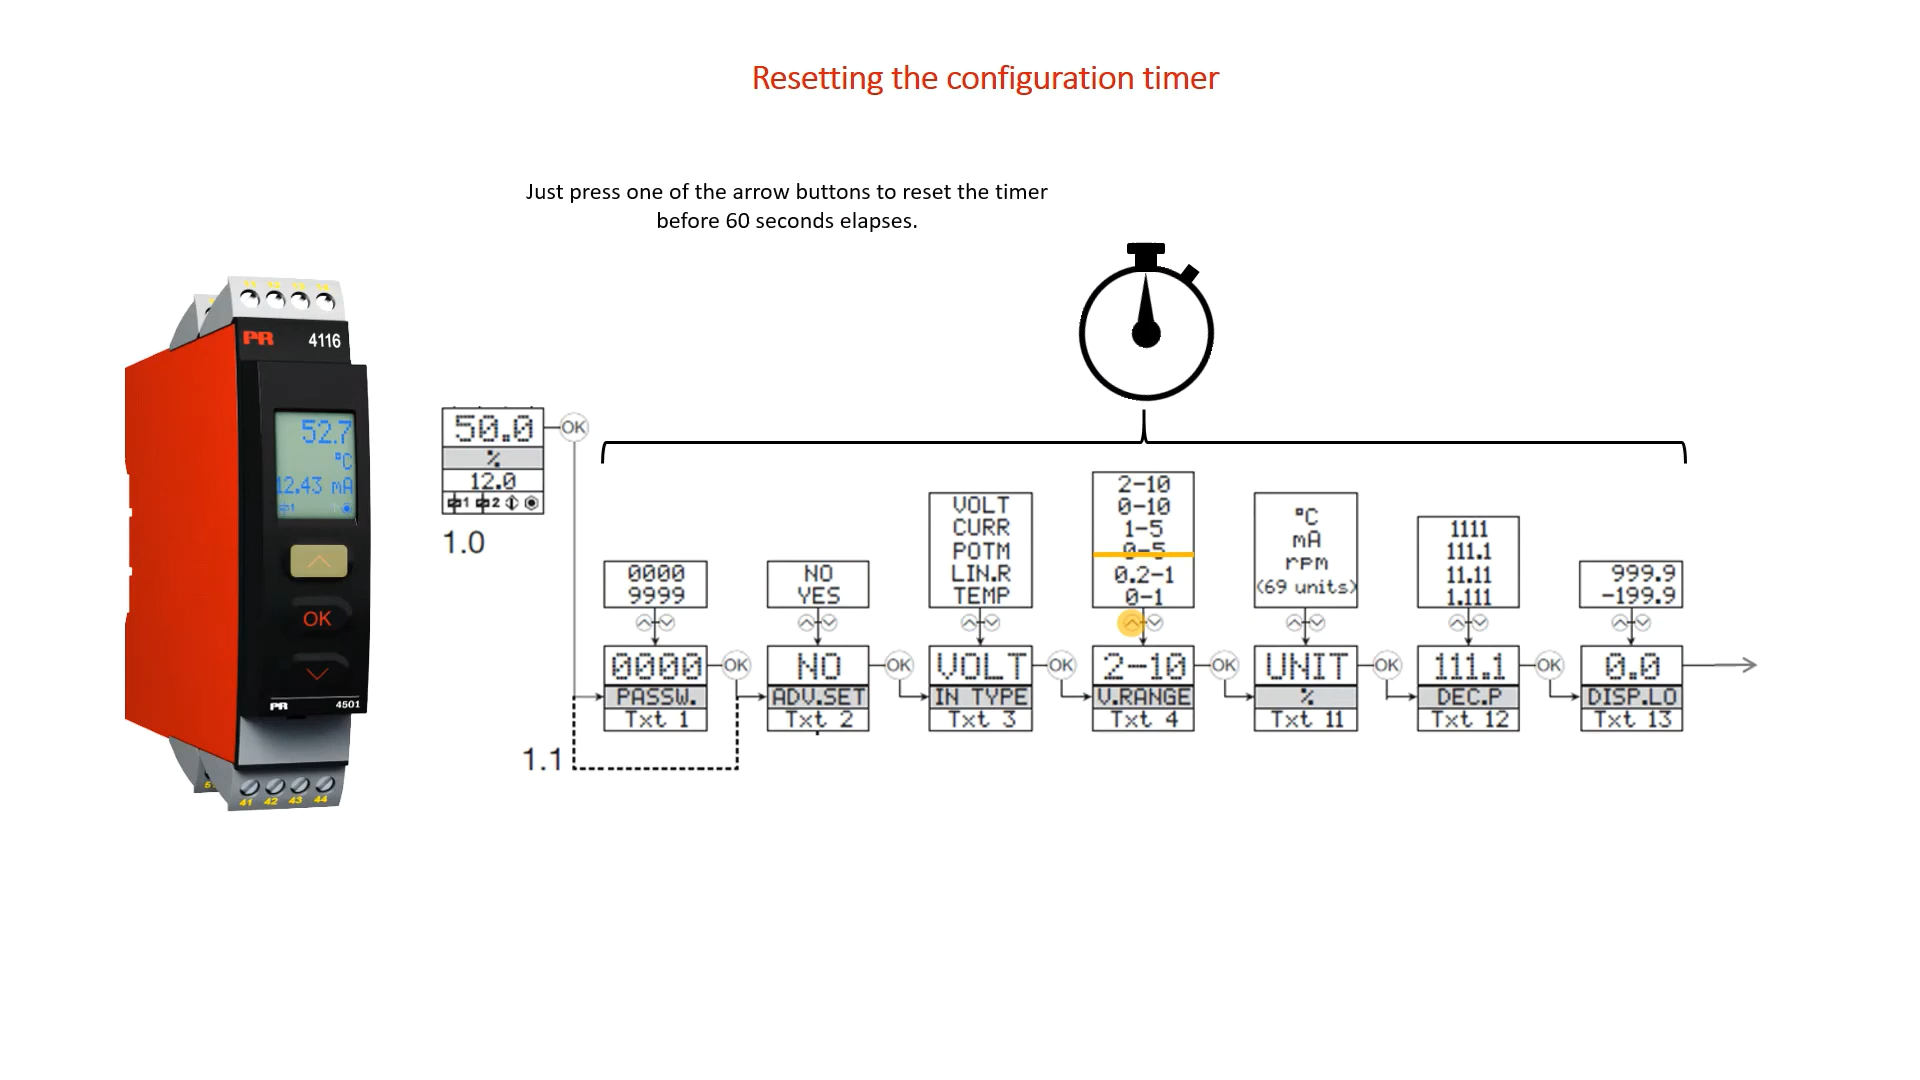 Resetting the configuration timer
Just press one of the arrow buttons to reset the timer
before 60 seconds elapses.
PR 4116
52.7
°C
12.43 mA
1
OK
PR 4501
41 42 43 44
50.0
%
12.0
1 2
1.0
OK
0000
9999
0000
PASSW.
Txt 1
1.1
OK
NO
YES
NO
ADV.SET
Txt 2
OK
VOLT
CURR
POTM
LIN.R
TEMP
VOLT
IN TYPE
Txt 3
OK
2-10
0-10
1-5
0-5
0.2-1
0-1
2-10
V.RANGE
Txt 4
OK
°C
mA
rpm
(69 units)
UNIT
%
Txt 11
OK
1111
111.1
11.11
1.111
111.1
DEC.P
Txt 12
OK
999.9
-199.9
0.0
DISP.LO
Txt 13